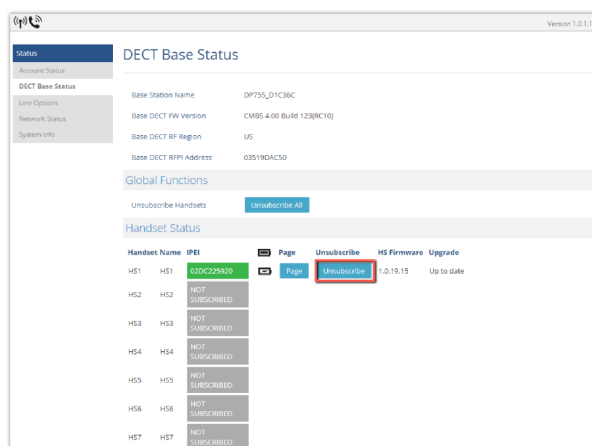 Version 1.0.1.1
Status
Account Status
DECT Base Status
Line Options
Network Status
System Info
DECT Base Status
Base Station Name DP755_D1C36C
Base DECT FW Version CMBS 4.00 Build 123(RC10)
Base DECT RF Region US
Base DECT RFPI Address 03519DAC50
Global Functions
Unsubscribe Handsets Unsubscribe All
Handset Status
Handset Name IPEI Page Unsubscribe HS Firmware Upgrade
HS1 HS1 02DC225920 Page Unsubscribe 1.0.19.15 Up to date
HS2 HS2 NOT SUBSCRIBED
HS3 HS3 NOT SUBSCRIBED
HS4 HS4 NOT SUBSCRIBED
HS5 HS5 NOT SUBSCRIBED
HS6 HS6 NOT SUBSCRIBED
HS7 HS7 NOT SUBSCRIBED